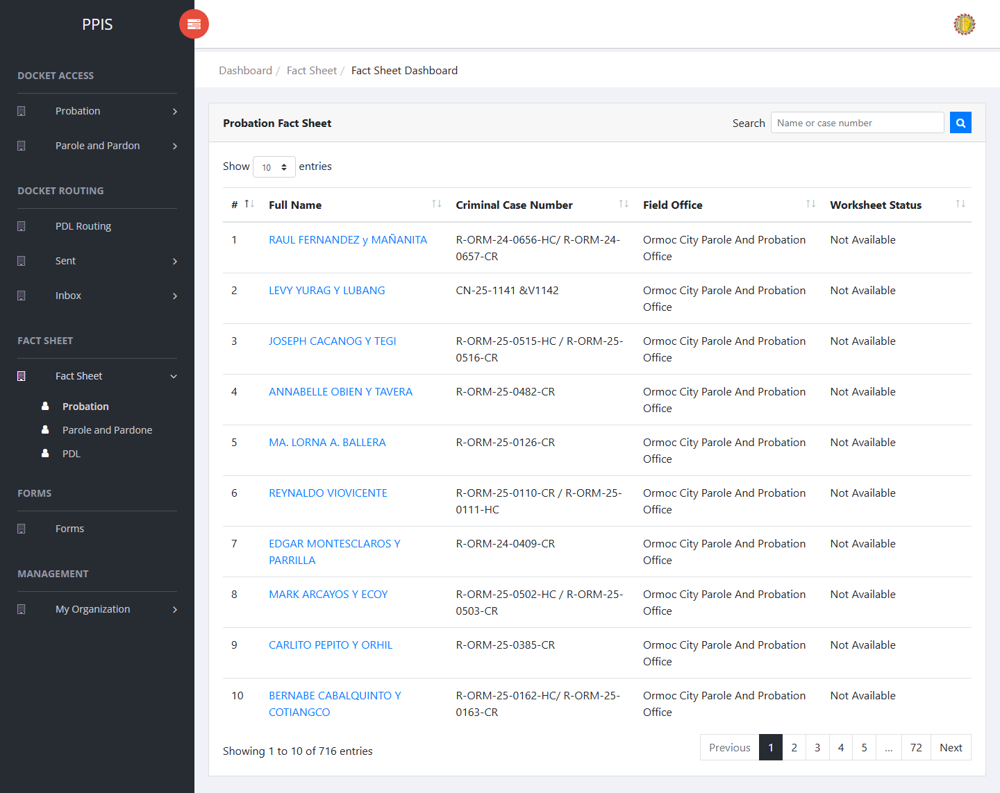 PPIS
DOCKET ACCESS
Probation
Parole and Pardon
DOCKET ROUTING
PDL Routing
Sent
Inbox
FACT SHEET
Fact Sheet
Probation
Parole and Pardone
PDL
FORMS
Forms
MANAGEMENT
My Organization
Dashboard / Fact Sheet / Fact Sheet Dashboard
Probation Fact Sheet Search Name or case number
Show 10 entries
# Full Name Criminal Case Number Field Office Worksheet Status
1 RAUL FERNANDEZ y MAÑANITA R-ORM-24-0656-HC/ R-ORM-24- Ormoc City Parole And Probation Not Available
0657-CR Office
2 LEVY YURAG Y LUBANG CN-25-1141 &V1142 Ormoc City Parole And Probation Not Available
Office
3 JOSEPH CACANOG Y TEGI R-ORM-25-0515-HC / R-ORM-25- Ormoc City Parole And Probation Not Available
0516-CR Office
4 ANNABELLE OBIEN Y TAVERA R-ORM-25-0482-CR Ormoc City Parole And Probation Not Available
Office
5 MA. LORNA A. BALLERA R-ORM-25-0126-CR Ormoc City Parole And Probation Not Available
Office
6 REYNALDO VIOVICENTE R-ORM-25-0110-CR / R-ORM-25- Ormoc City Parole And Probation Not Available
0111-HC Office
7 EDGAR MONTESCLAROS Y R-ORM-24-0409-CR Ormoc City Parole And Probation Not Available
PARRILLA Office
8 MARK ARCAYOS Y ECOY R-ORM-25-0502-HC / R-ORM-25- Ormoc City Parole And Probation Not Available
0503-CR Office
9 CARLITO PEPITO Y ORHIL R-ORM-25-0385-CR Ormoc City Parole And Probation Not Available
Office
10 BERNABE CABALQUINTO Y R-ORM-25-0162-HC/ R-ORM-25- Ormoc City Parole And Probation Not Available
COTIANGCO 0163-CR Office
Showing 1 to 10 of 716 entries Previous 1 2 3 4 5 ... 72 Next